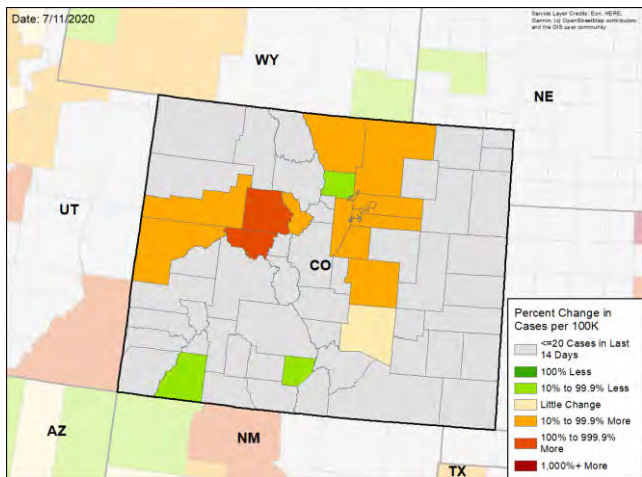 Date: 7/11/2020
Service Layer Credits: Esri, HERE,
Garmin, (c) OpenStreetMap contributors,
and the GIS user community
WY
NE
UT
CO
AZ
NM
TX
Percent Change in
Cases per 100K
<=20 Cases in Last
14 Days
100% Less
10% to 99.9% Less
Little Change
10% to 99.9% More
100% to 999.9%
More
1,000%+ More